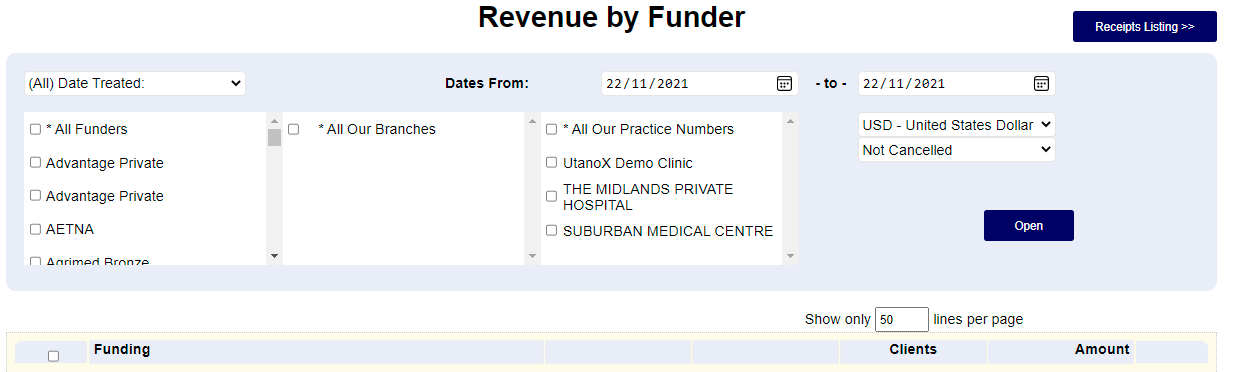 Revenue by Funder
Receipts Listing >>
(All) Date Treated:
Dates From:
22/11/2021
- to -
22/11/2021
* All Funders
Advantage Private
Advantage Private
AETNA
Agrimed Bronze
* All Our Branches
* All Our Practice Numbers
UtanoX Demo Clinic
THE MIDLANDS PRIVATE
HOSPITAL
SUBURBAN MEDICAL CENTRE
USD - United States Dollar
Not Cancelled
Open
Show only 50 lines per page
Funding Clients Amount